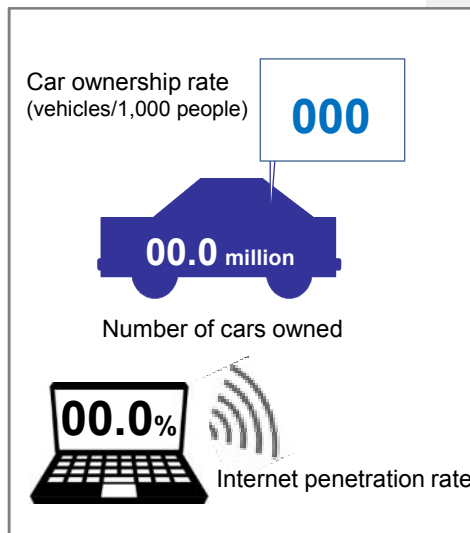 Car ownership rate
(vehicles/1,000 people)
000
00.0 million
Number of cars owned
00.0%
Internet penetration rate